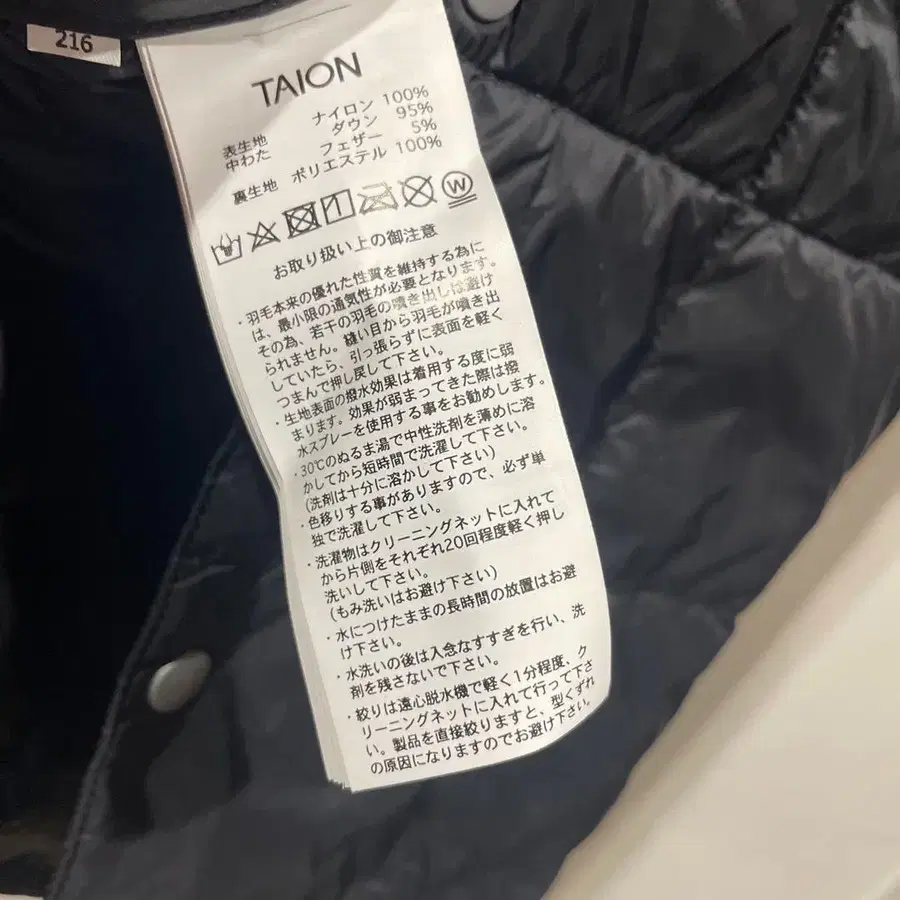 216
TAION
表生地 ナイロン 100%
中わた ダウン 95%
フェザー 5%
裏生地 ポリエステル 100%
W
お取り扱い上の御注意
・羽毛本来の優れた性質を維持する為に
は、最小限の通気性が必要となります。
その為、若干の羽毛の噴き出しは避け
られません。縫い目から羽毛が噴き出
していたら、引っ張らずに表面を軽く
つまんで押し戻して下さい。
・生地表面の撥水効果は着用する度に弱
まります。効果が弱まってきた際は撥
水スプレーを使用する事をお勧めします。
・30℃のぬるま湯で中性洗剤を薄めに溶
かしてから短時間で洗濯して下さい。
(洗剤は十分に溶かして下さい)
・色移りする事がありますので、必ず単
独で洗濯して下さい。
・洗濯物はクリーニングネットに入れて
から片側をそれぞれ20回程度軽く押し
洗いして下さい。
(もみ洗いはお避け下さい)
・水につけたままの長時間の放置はお避
け下さい。
・水洗いの後は入念なすすぎを行い、洗
剤を残さないで下さい。
・絞りは遠心脱水機で軽く1分程度、ク
リーニングネットに入れて行って下さ
い。製品を直接絞りますと、型くずれ
の原因になりますのでお避け下さい。